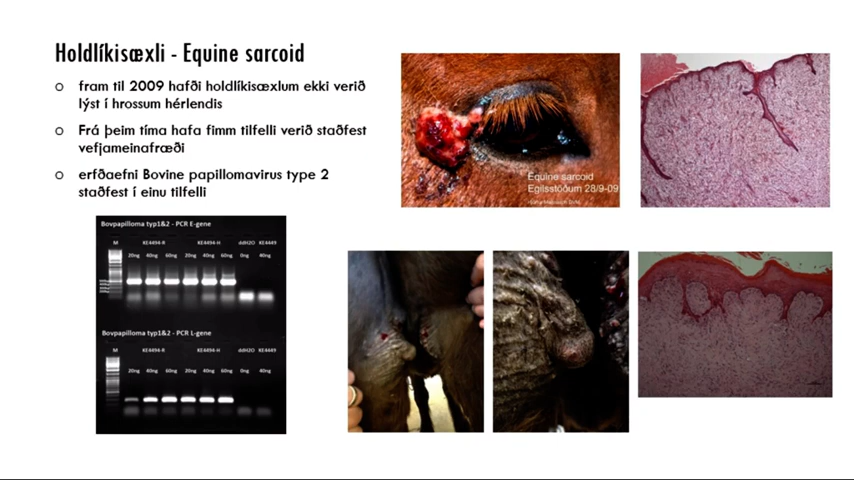 Holdlíkisæxli - Equine sarcoid
fram til 2009 hafði holdlíkisæxlum ekki verið
lýst í hrossum hérlendis
Frá þeim tíma hafa fimm tilfelli verið staðfest
vefjameinafræði
erfðaefni Bovine papillomavirus type 2
staðfest í einu tilfelli
Equine sarcoid
Egilsstöðum 28/9-09
Bovpapilloma typ1&2 - PCR E-gene
M KE4494-R KE4494-H ddH2O KE4449
20ng 40ng 60ng 20ng 40ng 60ng 0ng 40ng
Bovpapilloma typ1&2 - PCR L-gene
M KE4494-R KE4494-H ddH2O KE4449
20ng 40ng 60ng 20ng 40ng 60ng 0ng 40ng